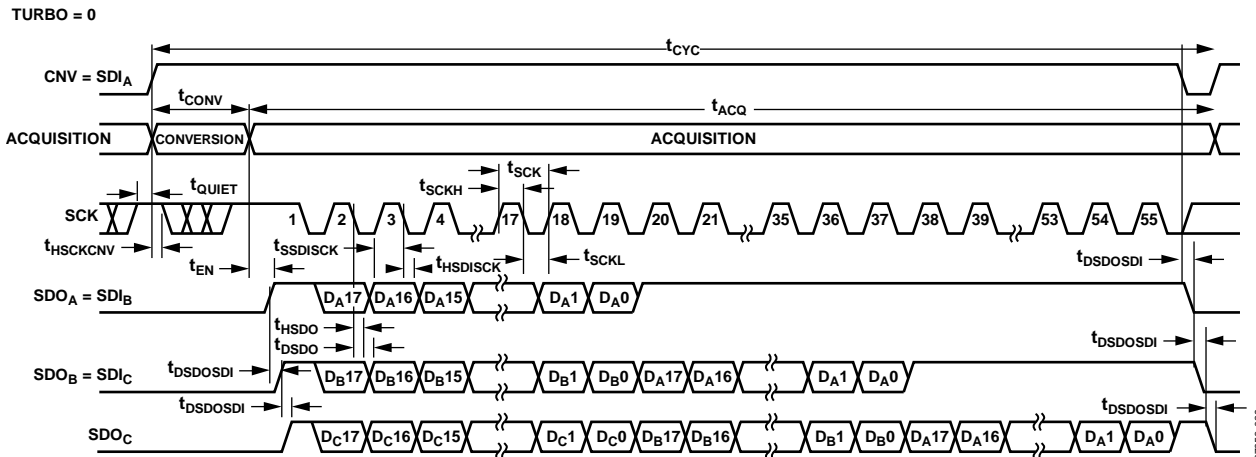 TURBO = 0
tCYC
CNV = SDIA
tCONV
tACQ
ACQUISITION CONVERSION ACQUISITION
tSCK
tQUIET tSCKH
SCK 1 2 3 4 17 18 19 20 21 35 36 37 38 39 53 54 55
tHSCKCNV tSSDISCK
tEN tHSDISCK tSCKL tDSDOSDI
SDOA = SDIB DA17 DA16 DA15 DA1 DA0
tHSDO
tDSDO tDSDOSDI
tDSDOSDI
SDOB = SDIC DB17 DB16 DB15 DB1 DB0 DA17 DA16 DA1 DA0
tDSDOSDI tDSDOSDI
SDOC DC17 DC16 DC15 DC1 DC0 DB17 DB16 DB1 DB0 DA17 DA16 DA1 DA0